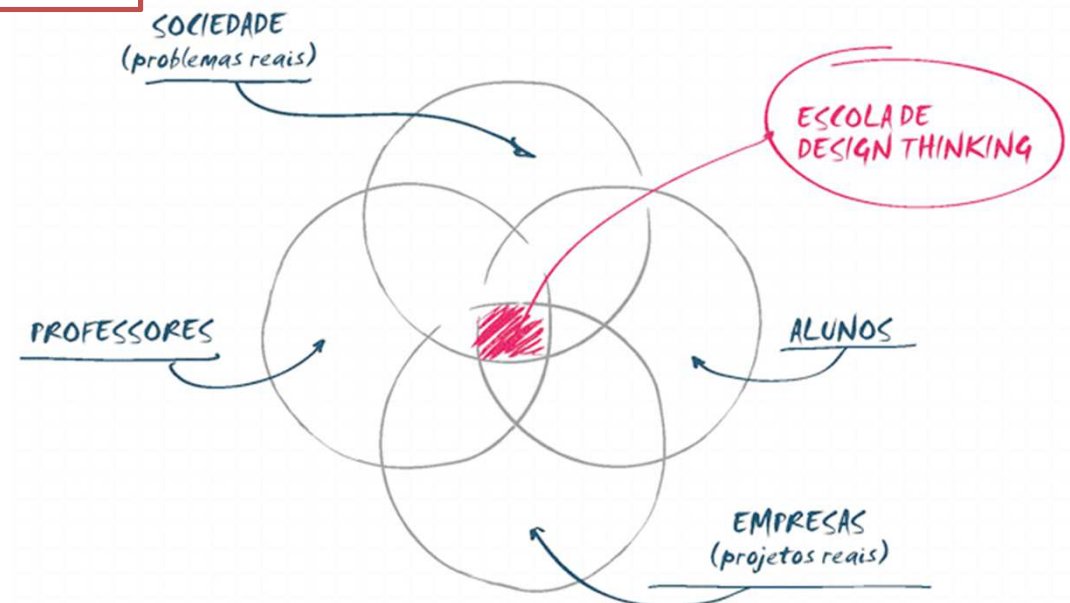 SOCIEDADE
(problemas reais)
ESCOLA DE
DESIGN THINKING
PROFESSORES
ALUNOS
EMPRESAS
(projetos reais)